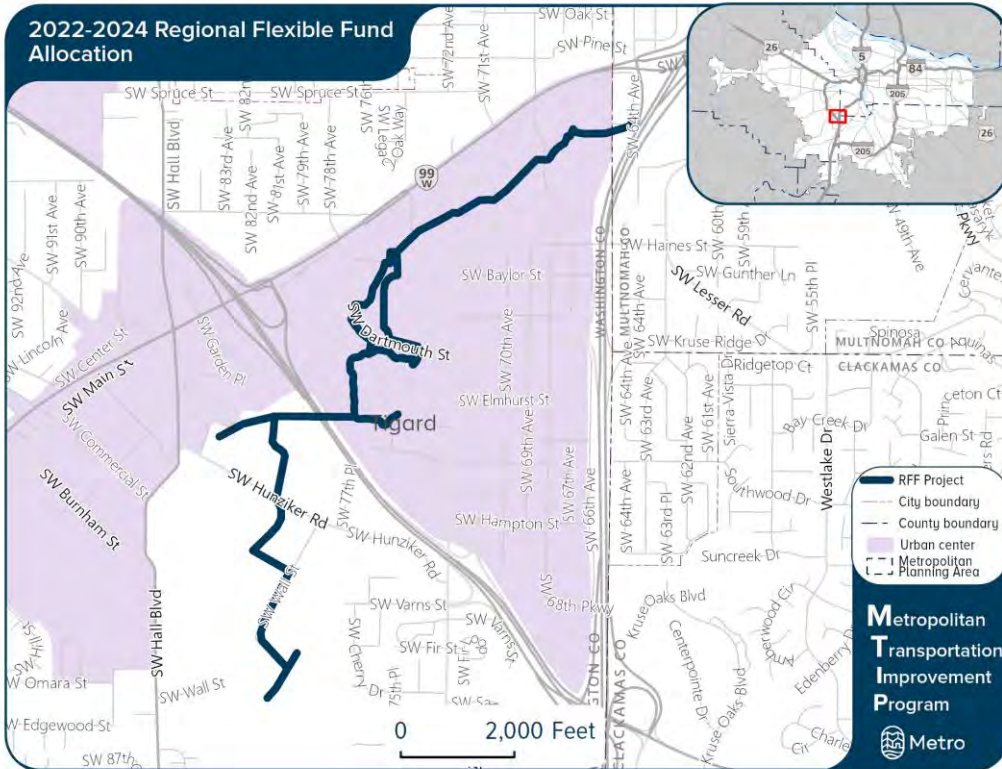 2022-2024 Regional Flexible Fund
Allocation
SW Oak St
SW 72nd Ave
SW 71st Ave
SW Pine St
SW 64th Ave
SW Spruce St
SW Hall Blvd
SW Spruce St
SW 76th
SW Legac
Oak Way
SW 83rd Ave
SW 82nd Ave
SW 81st Ave
SW 79th Ave
SW 78th Ave
99
W
26
5
84
205
205
26
SW 91st Ave
SW 90th Ave
SW 92nd Ave
SW 60th
SW 59th
SW 49th Ave
Pkwy
SW Haines St
SW Gunther Ln
SW Baylor St
WASHINGTON CO
MULTNOMAH CO
SW 64th Ave
SW Lesser Rd
SW 55th Pl
SW Lincoln Ave
SW Center St
SW Garden Pl
SW Dartmouth St
SW 70th Ave
SW Kruse Ridge Dr
Spinosa
Aquinas
MULTNOMAH CO
CLACKAMAS CO
Ridgetop Ct
SW Main St
SW Commercial St
SW Elmhurst St
Tigard
SW 69th Ave
SW 64th Ave
SW 63rd Ave
SW 62nd Ave
SW 61st Ave
Sierra Vista Dr
Bay Creek Dr
Westlake Dr
Galen St
SW Burnham St
SW Hunziker Rd
SW 77th Pl
SW Hampton St
SW Hunziker Rd
SW 67th Ave
SW 66th Ave
SW 64th Ave
SW 63rd Pl
Southwood Dr
Suncreek Dr
SW Wall St
SW Hall Blvd
SW Varns St
SW Varns St
SW
68th Pkwy
Kruse Oaks Blvd
SW Fir St
SW Cherry Dr
75th Pl
W Omara St
SW Wall St
SW Edgewood St
SW 87th
Centerpointe Dr
Kruse Oaks Blvd
Amberwood Cir
Edenberry Dr
CLACKAMAS CO
0 2,000 Feet
RFF Project
City boundary
County boundary
Urban center
Metropolitan
Planning Area
Metropolitan
Transportation
Improvement
Program
Metro